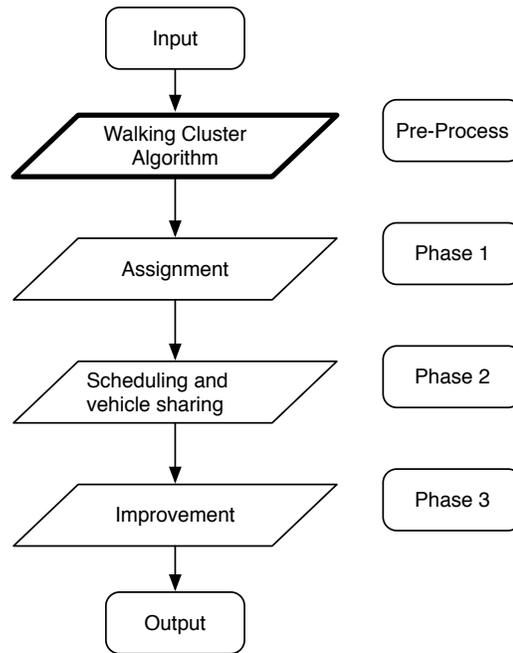 Input
Walking Cluster
Algorithm
Pre-Process
Assignment
Phase 1
Scheduling and
vehicle sharing
Phase 2
Improvement
Phase 3
Output